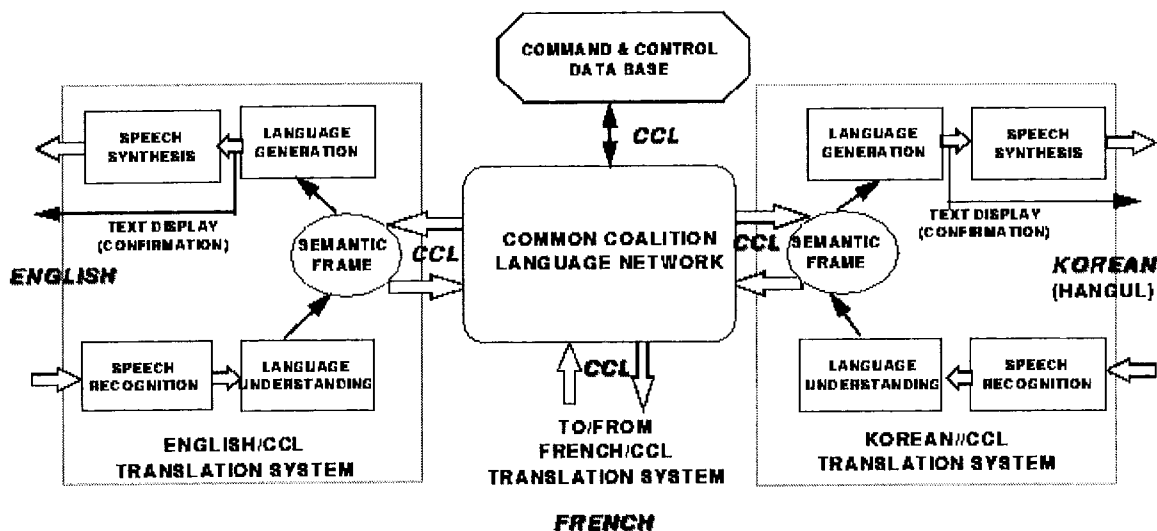 COMMAND & CONTROL
DATA BASE
CCL
SPEECH
SYNTHESIS
LANGUAGE
GENERATION
TEXT DISPLAY
(CONFIRMATION)
SEMANTIC
FRAME
CCL
ENGLISH
SPEECH
RECOGNITION
LANGUAGE
UNDERSTANDING
ENGLISH/CCL
TRANSLATION SYSTEM
COMMON COALITION
LANGUAGE NETWORK
CCL
TO/FROM
FRENCH/CCL
TRANSLATION SYSTEM
FRENCH
LANGUAGE
GENERATION
SPEECH
SYNTHESIS
TEXT DISPLAY
(CONFIRMATION)
CCL
SEMANTIC
FRAME
KOREAN
(HANGUL)
LANGUAGE
UNDERSTANDING
SPEECH
RECOGNITION
KOREAN//CCL
TRANSLATION SYSTEM